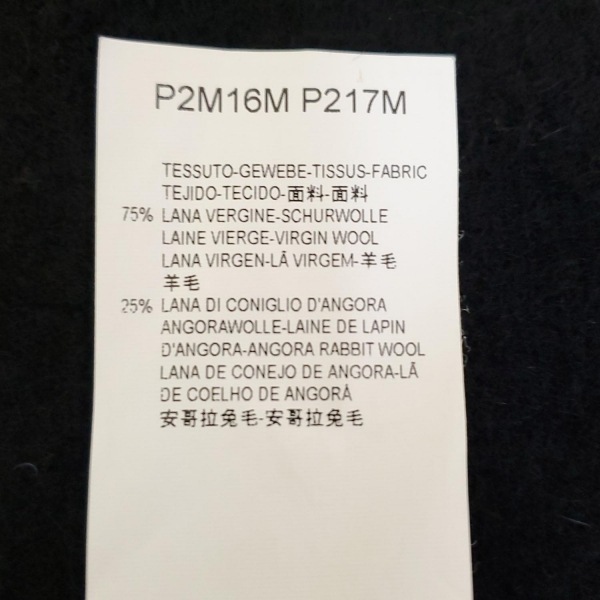 P2M16M P217M
TESSUTO-GEWEBE-TISSUS-FABRIC
TEJIDO-TECIDO-面料-面料
75% LANA VERGINE-SCHURWOLLE
LAINE VIERGE-VIRGIN WOOL
LANA VIRGEN-LÃ VIRGEM-羊毛
羊毛
25% LANA DI CONIGLIO D'ANGORA
ANGORAWOLLE-LAINE DE LAPIN
D'ANGORA-ANGORA RABBIT WOOL
LANA DE CONEJO DE ANGORA-LÃ
DE COELHO DE ANGORÁ
安哥拉兔毛-安哥拉兔毛